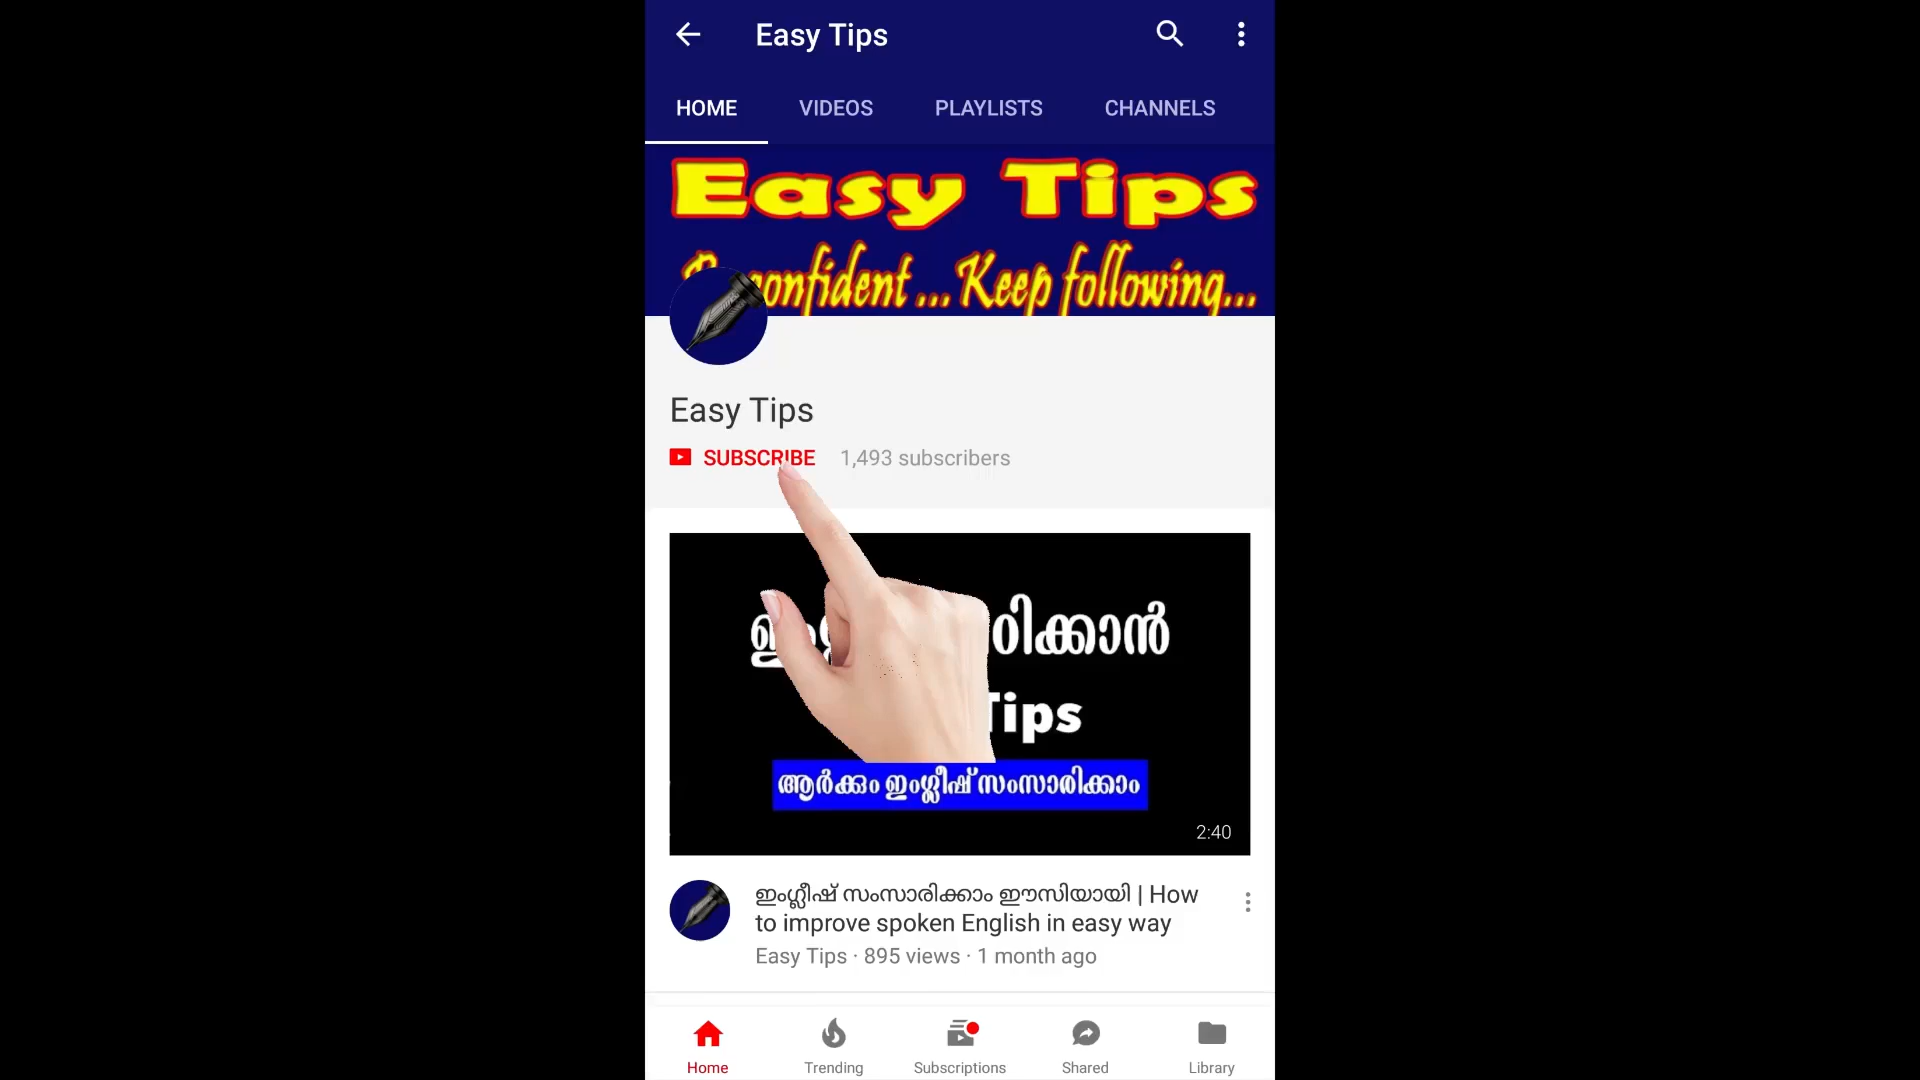 Easy Tips
HOME VIDEOS PLAYLISTS CHANNELS
Easy Tips
confident ... Keep following...
Easy Tips
SUBSCRIBE 1,493 subscribers
Tips
ആർക്കും ഇംഗ്ലീഷ് സംസാരിക്കാം
2:40
ഇംഗ്ലീഷ് സംസാരിക്കാം ഈസിയായി | How
to improve spoken English in easy way
Easy Tips · 895 views · 1 month ago
Home Trending Subscriptions Shared Library